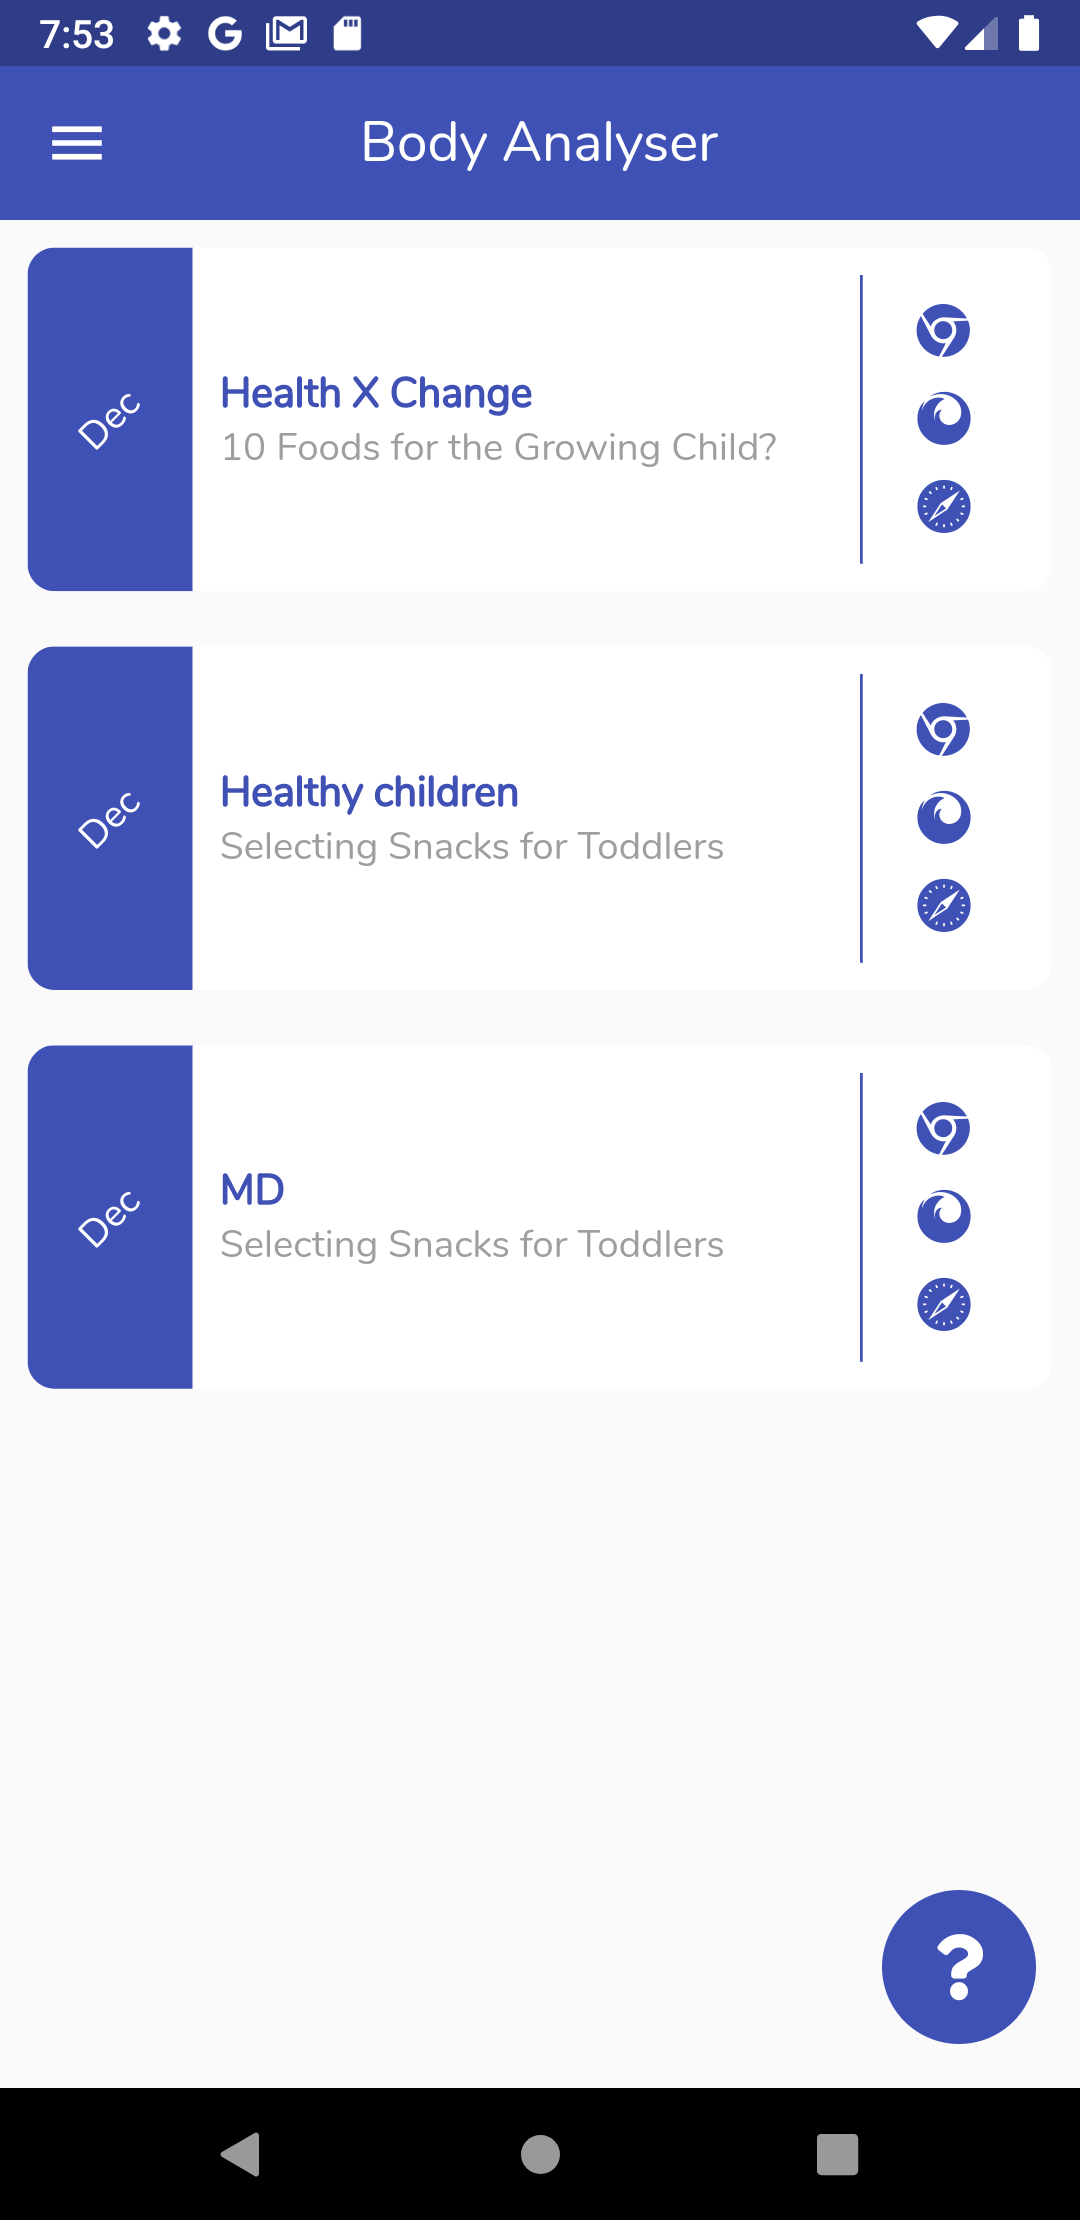 7:53
Body Analyser
Dec
Health X Change
10 Foods for the Growing Child?
Dec
Healthy children
Selecting Snacks for Toddlers
Dec
MD
Selecting Snacks for Toddlers
?